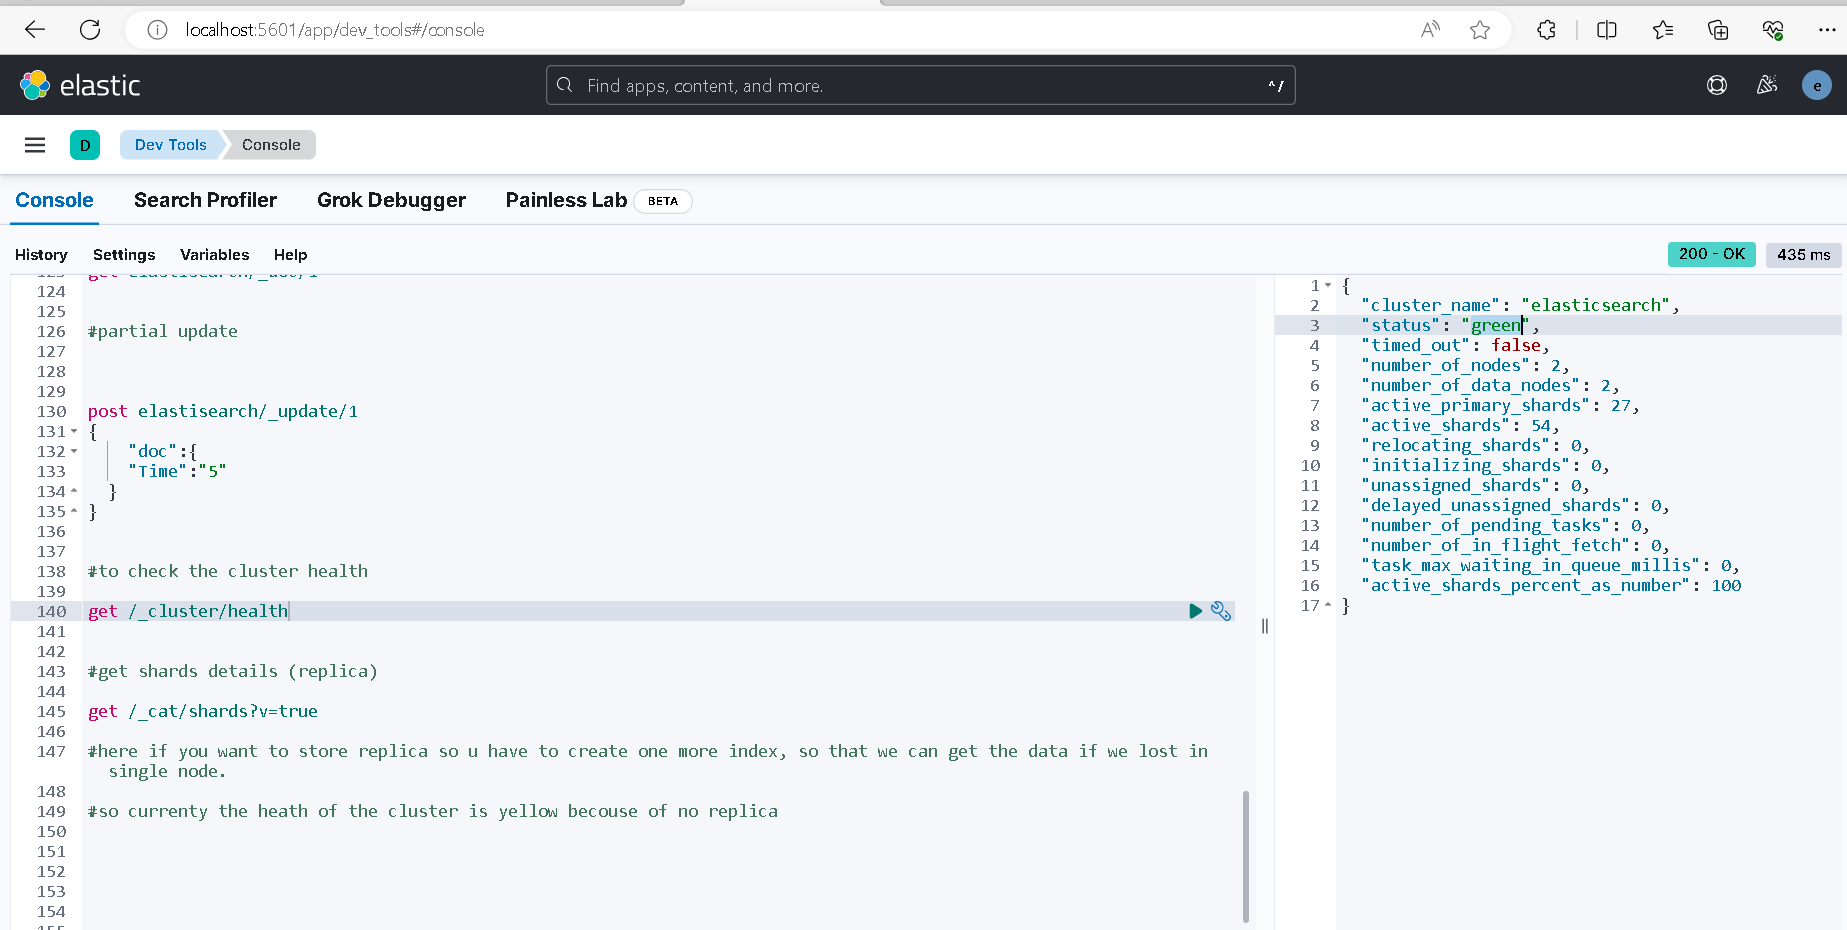 localhost:5601/app/dev_tools#/console
elastic
Find apps, content, and more.
^/
e
D
Dev Tools
Console
Console
Search Profiler
Grok Debugger
Painless Lab
BETA
History
Settings
Variables
Help
200 - OK
435 ms
124
125
126 #partial update
127
128
129
130 post elastisearch/_update/1
131 {
132 "doc":{
133 "Time":"5"
134 }
135 }
136
137
138 #to check the cluster health
139
140 get /_cluster/health
141
142
143 #get shards details (replica)
144
145 get /_cat/shards?v=true
146
147 #here if you want to store replica so u have to create one more index, so that we can get the data if we lost in
single node.
148
149 #so currenty the heath of the cluster is yellow becouse of no replica
150
151
152
153
154
1 {
2 "cluster_name": "elasticsearch",
3 "status": "green",
4 "timed_out": false,
5 "number_of_nodes": 2,
6 "number_of_data_nodes": 2,
7 "active_primary_shards": 27,
8 "active_shards": 54,
9 "relocating_shards": 0,
10 "initializing_shards": 0,
11 "unassigned_shards": 0,
12 "delayed_unassigned_shards": 0,
13 "number_of_pending_tasks": 0,
14 "number_of_in_flight_fetch": 0,
15 "task_max_waiting_in_queue_millis": 0,
16 "active_shards_percent_as_number": 100
17 }